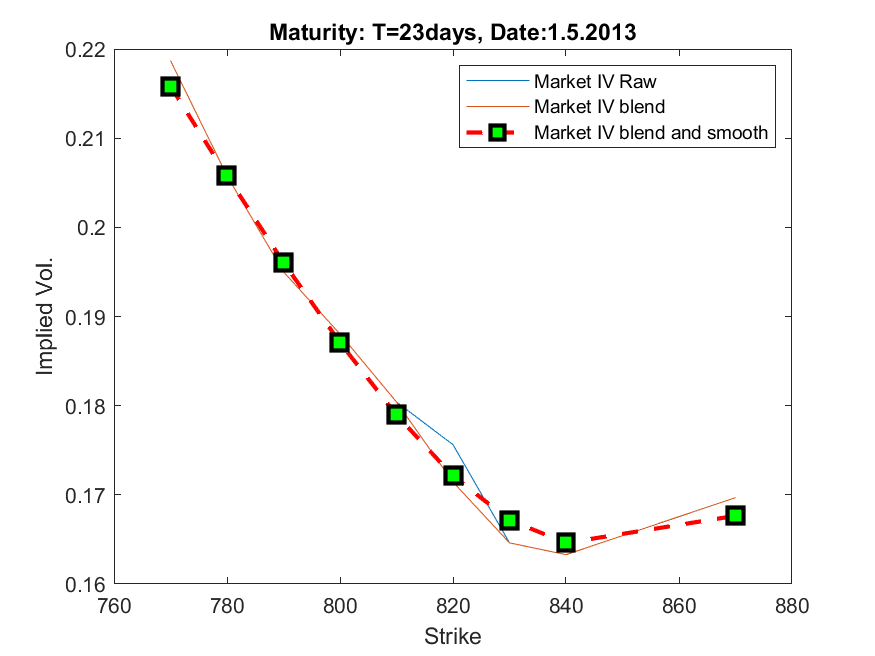 Maturity: T=23days, Date:1.5.2013
0.22
0.21
0.2
0.19
0.18
0.17
0.16
Implied Vol.
Market IV Raw
Market IV blend
Market IV blend and smooth
760 780 800 820 840 860 880
Strike